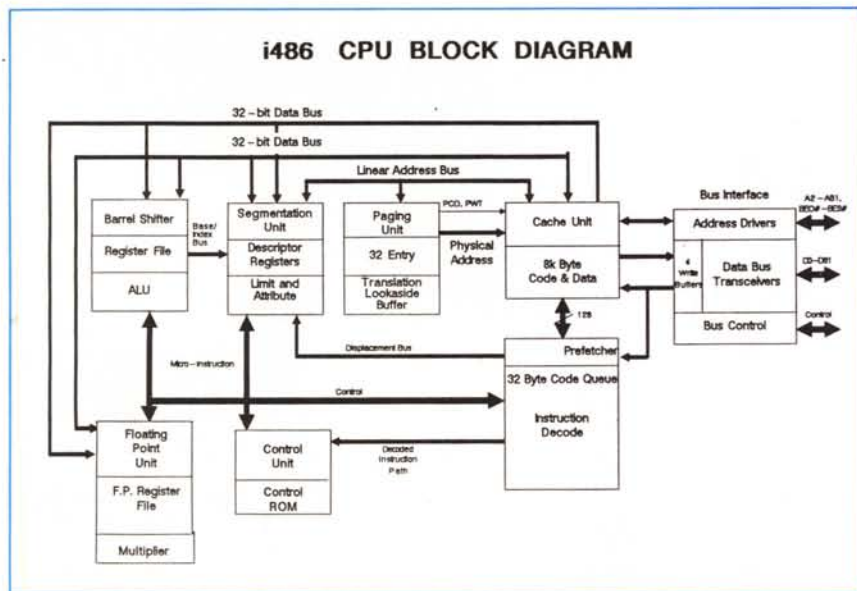 i486 CPU BLOCK DIAGRAM
32-bit Data Bus
32-bit Data Bus
Linear Address Bus
Bus Interface
A2-A31,
BE0#-BE3#
Barrel Shifter
Register File
ALU
Base/
Index
Bus
Segmentation
Unit
Descriptor
Registers
Limit and
Attribute
Paging
Unit
32 Entry
Translation
Lookaside
Buffer
PCD, PWT
Physical
Address
Cache Unit
8k Byte
Code & Data
Address Drivers
4
Write
Buffers
Data Bus
Transceivers
Bus Control
D0-D31
Control
128
Displacement Bus
Micro-Instruction
Control
Prefetcher
32 Byte Code Queue
Instruction
Decode
Decoded
Instruction
Path
Floating
Point
Unit
F.P. Register
File
Multiplier
Control
Unit
Control
ROM